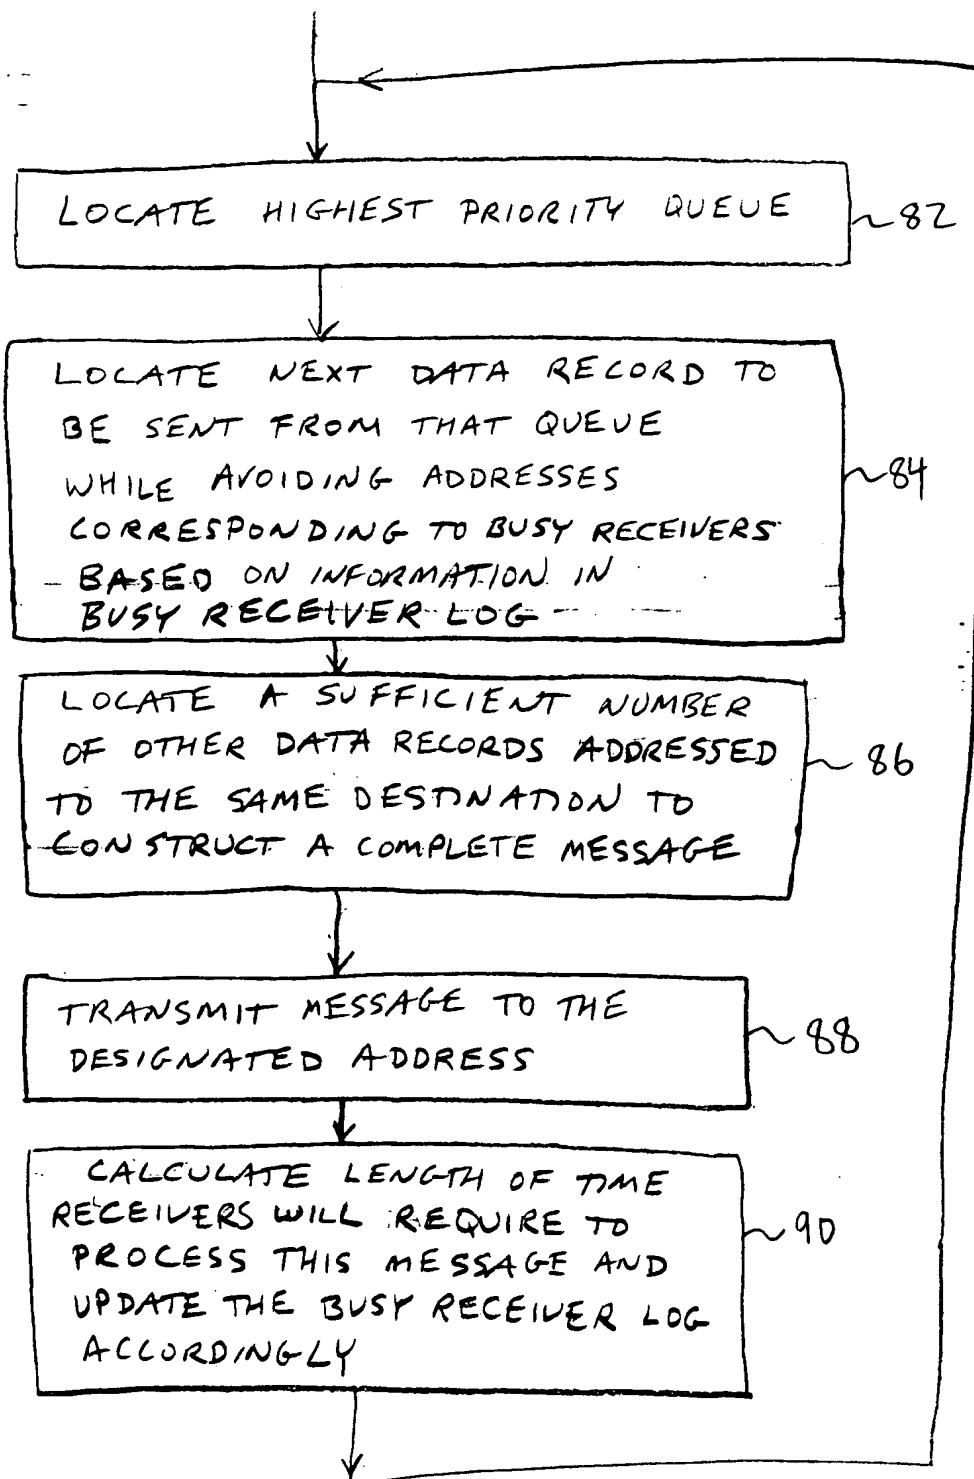 LOCATE HIGHEST PRIORITY QUEUE
82
LOCATE NEXT DATA RECORD TO
BE SENT FROM THAT QUEUE
WHILE AVOIDING ADDRESSES
CORRESPONDING TO BUSY RECEIVERS
BASED ON INFORMATION IN
BUSY RECEIVER LOG
84
LOCATE A SUFFICIENT NUMBER
OF OTHER DATA RECORDS ADDRESSED
TO THE SAME DESTINATION TO
CONSTRUCT A COMPLETE MESSAGE
86
TRANSMIT MESSAGE TO THE
DESIGNATED ADDRESS
88
CALCULATE LENGTH OF TIME
RECEIVERS WILL REQUIRE TO
PROCESS THIS MESSAGE AND
UPDATE THE BUSY RECEIVER LOG
ACCORDINGLY
90